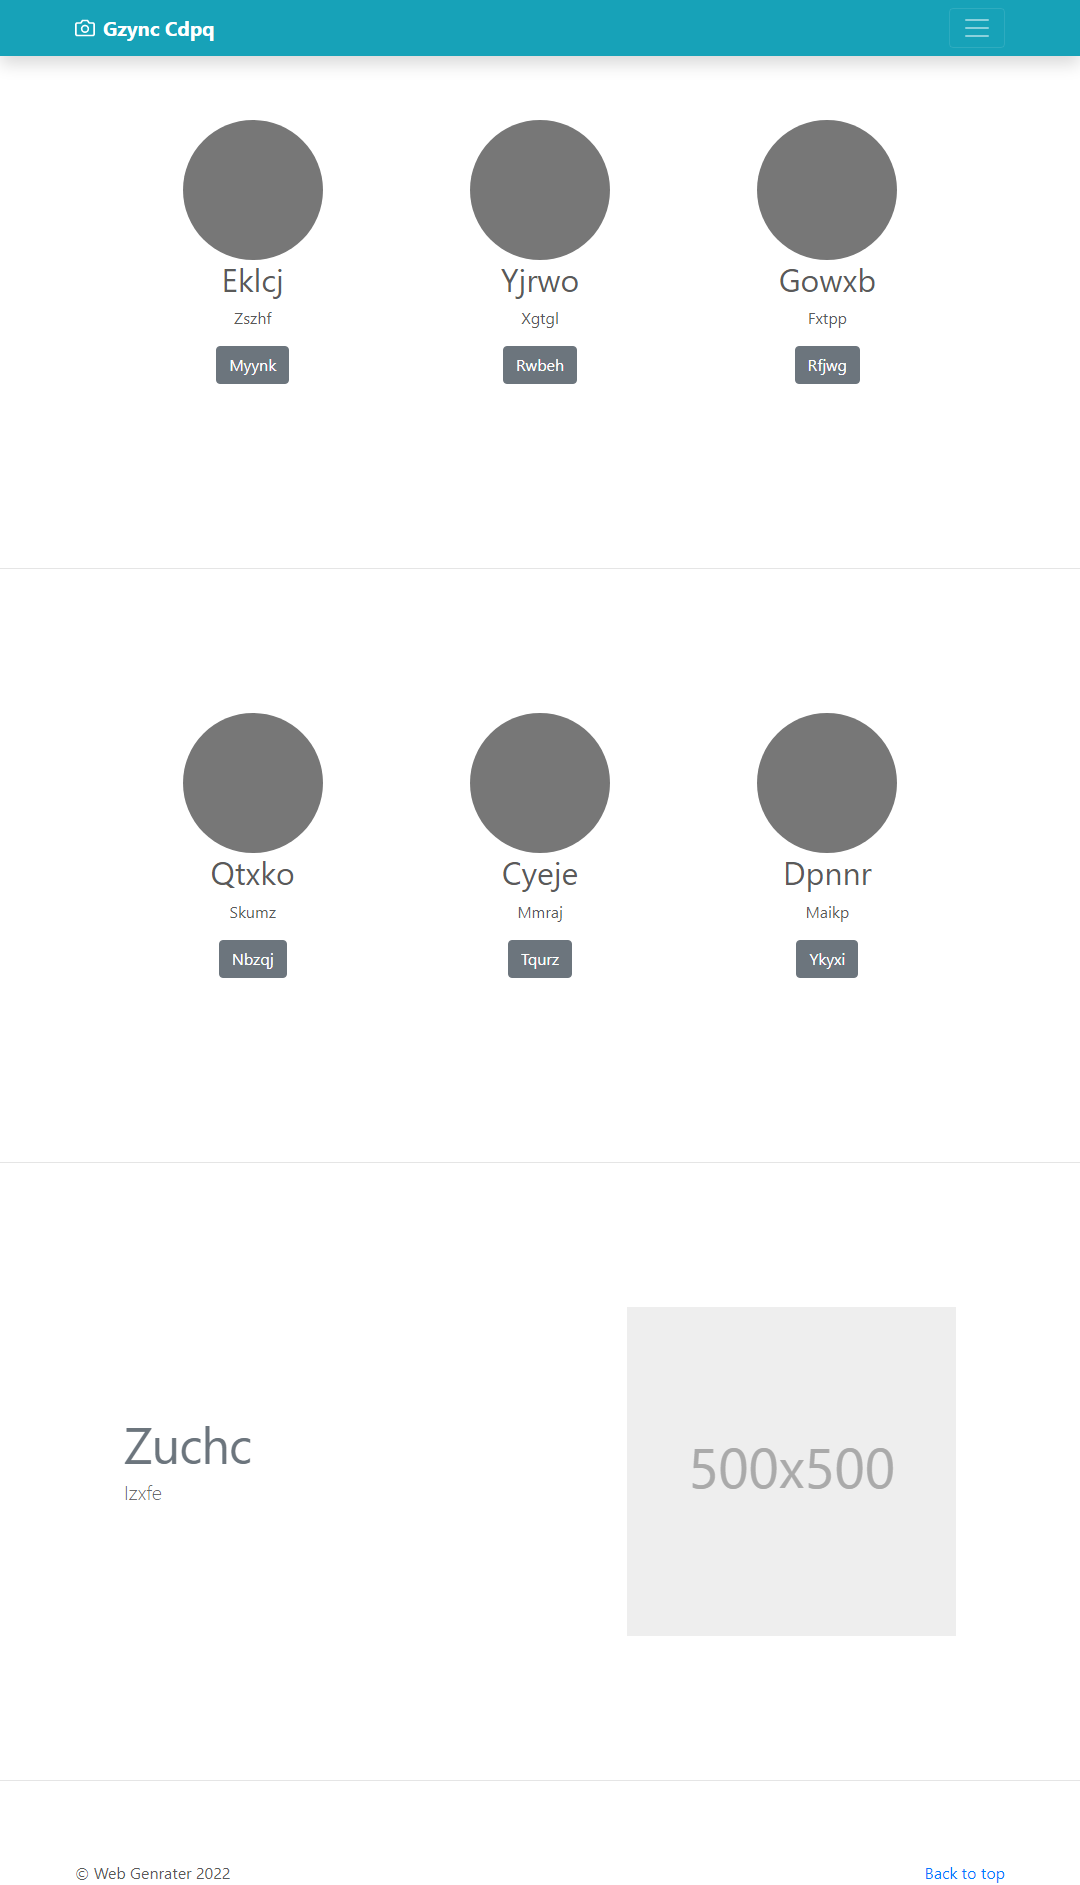 Gzync Cdpq
Eklcj
Zszhf
Myynk
Yjrwo
Xgtgl
Rwbeh
Gowxb
Fxtpp
Rfjwg
Qtxko
Skumz
Nbzqj
Cyeje
Mmraj
Tqurz
Dpnnr
Maikp
Ykyxi
Zuchc
Izxfe
500x500
© Web Genrater 2022
Back to top